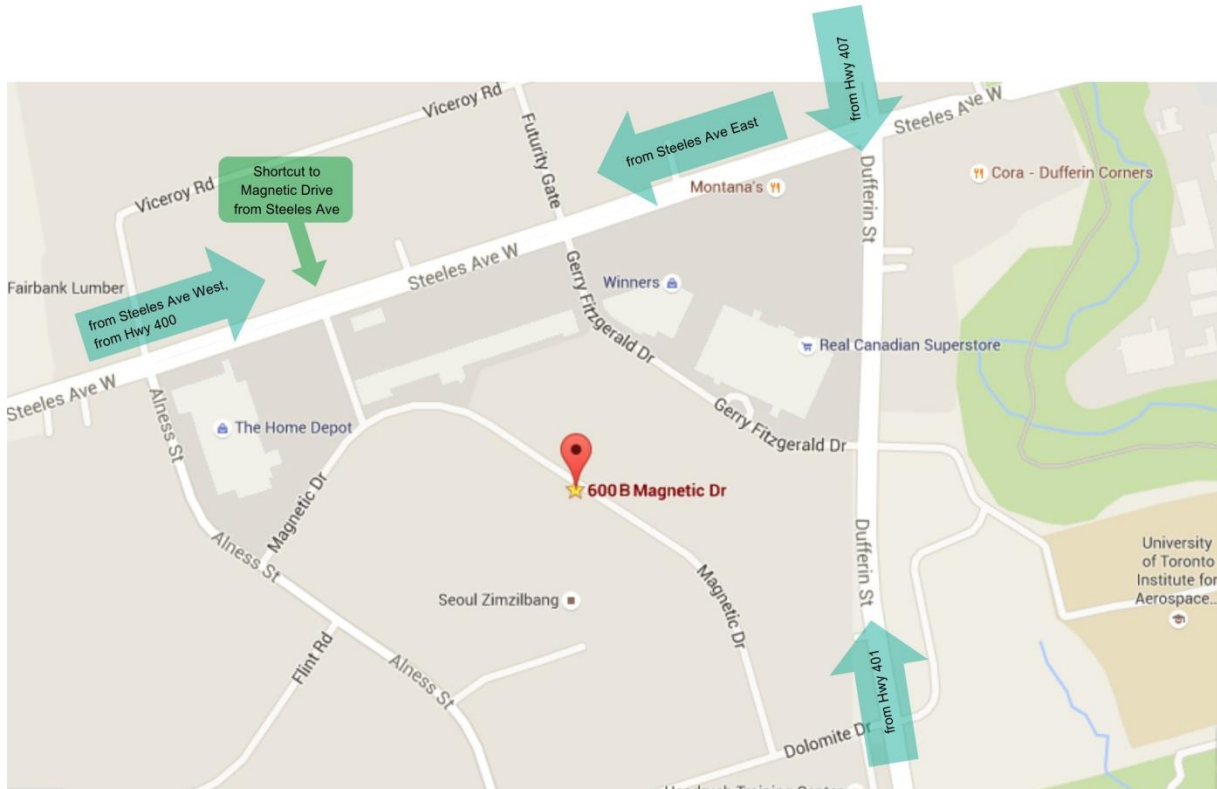 from Hwy 407
Viceroy Rd
Steeles Ave W
Futurity Gate
from Steeles Ave East
Shortcut to
Magnetic Drive
from Steeles Ave
Viceroy Rd
Montana's
Dufferin St
Cora - Dufferin Corners
Steeles Ave W
Gerry Fitzgerald Dr
Winners
Fairbank Lumber
from Steeles Ave West,
from Hwy 400
Real Canadian Superstore
Steeles Ave W
Alness St
The Home Depot
Gerry Fitzgerald Dr
Magnetic Dr
600B Magnetic Dr
Dufferin St
University
of Toronto
Institute for
Aerospace...
Alness St
Seoul Zimzilbang
Magnetic Dr
Flint Rd
Alness St
from Hwy 401
Dolomite Dr
Training Center